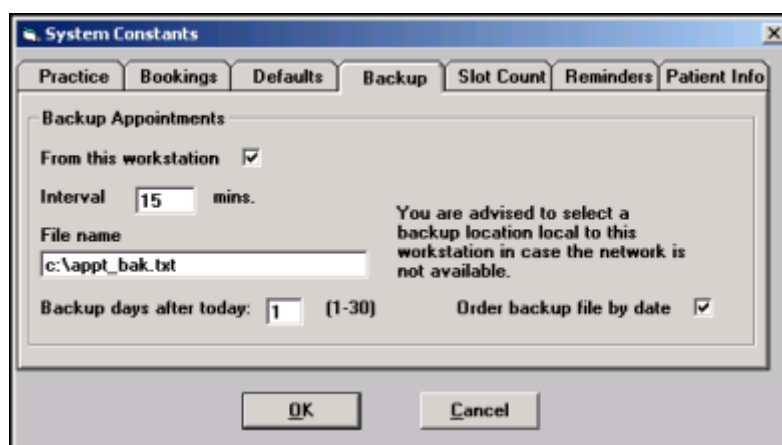 System Constants
Practice Bookings Defaults Backup Slot Count Reminders Patient Info
Backup Appointments
From this workstation
Interval 15 mins.
You are advised to select a
backup location local to this
workstation in case the network is
not available.
File name
c:\appt_bak.txt
Backup days after today: 1 (1-30) Order backup file by date
OK Cancel